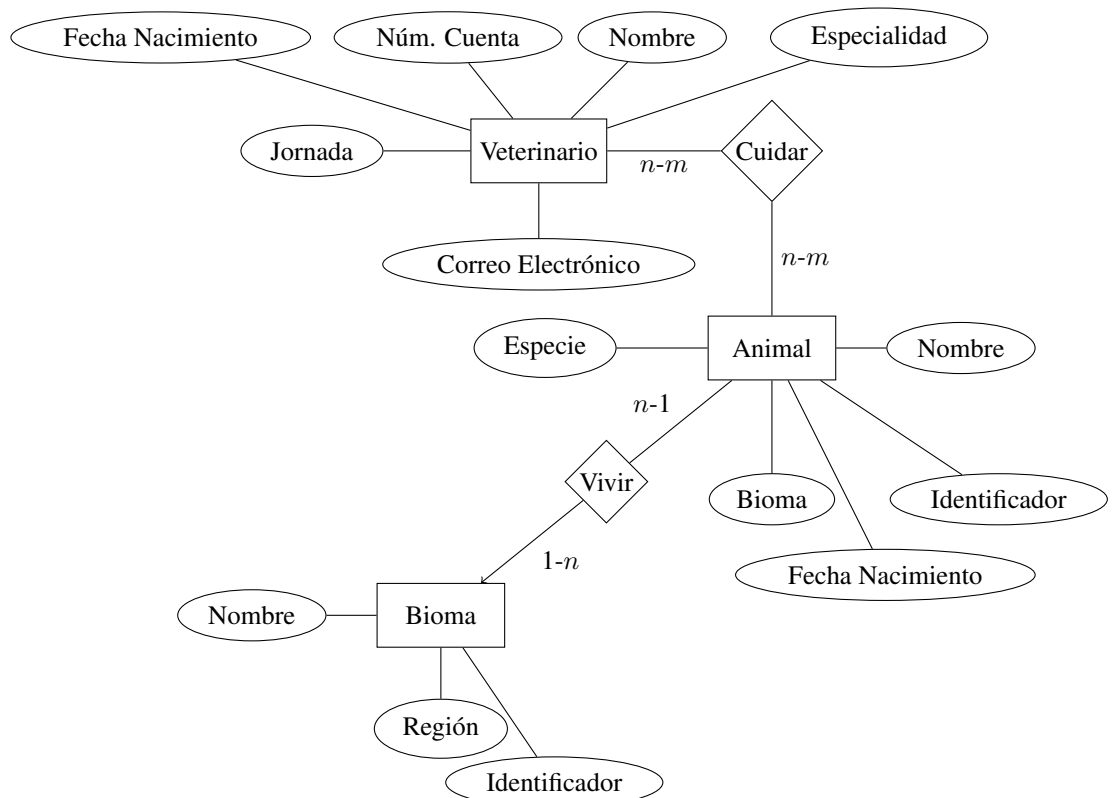 Fecha Nacimiento
Núm. Cuenta
Nombre
Especialidad
Jornada
Veterinario
n-m
Cuidar
Correo Electrónico
n-m
Especie
Animal
Nombre
n-1
Vivir
Bioma
Identificador
1-n
Fecha Nacimiento
Nombre
Bioma
Región
Identificador